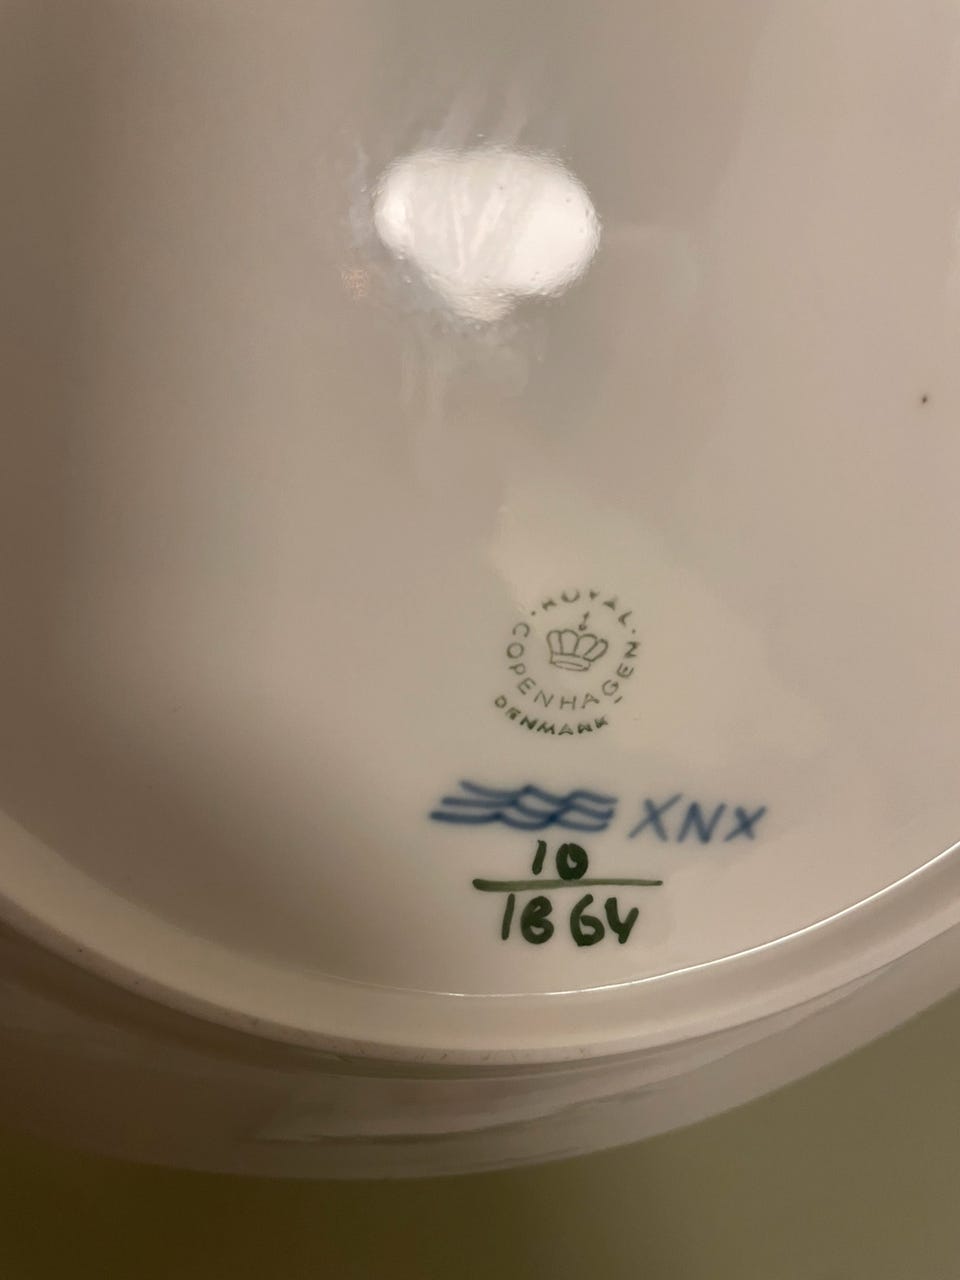 · ROYAL ·
COPENHAGEN
DENMARK
XNX
10
1864